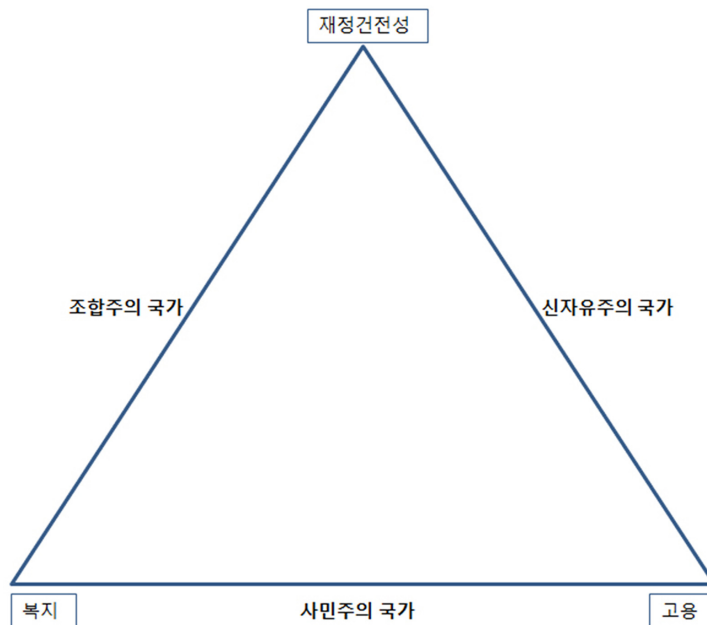 재정건전성
조합주의 국가
신자유주의 국가
복지
사민주의 국가
고용